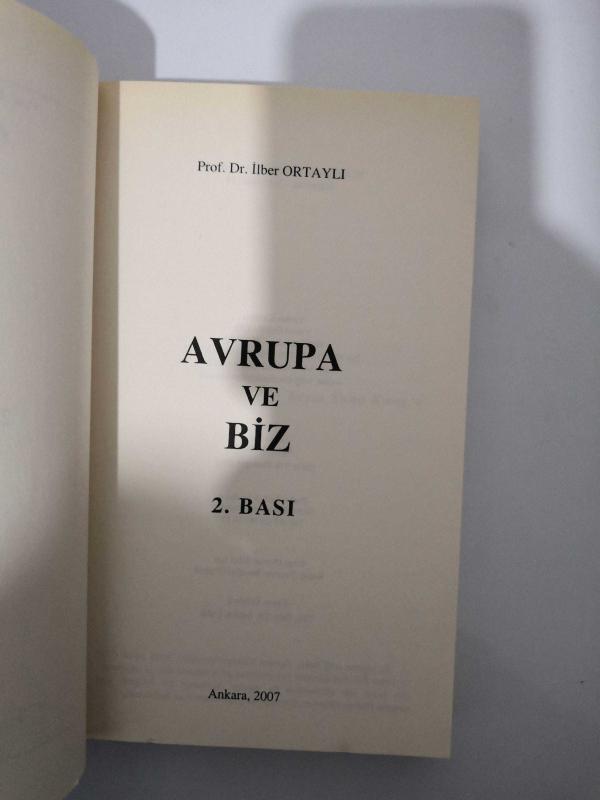 Prof. Dr. İlber ORTAYLI
AVRUPA
VE
BİZ
2. BASI
Ankara, 2007